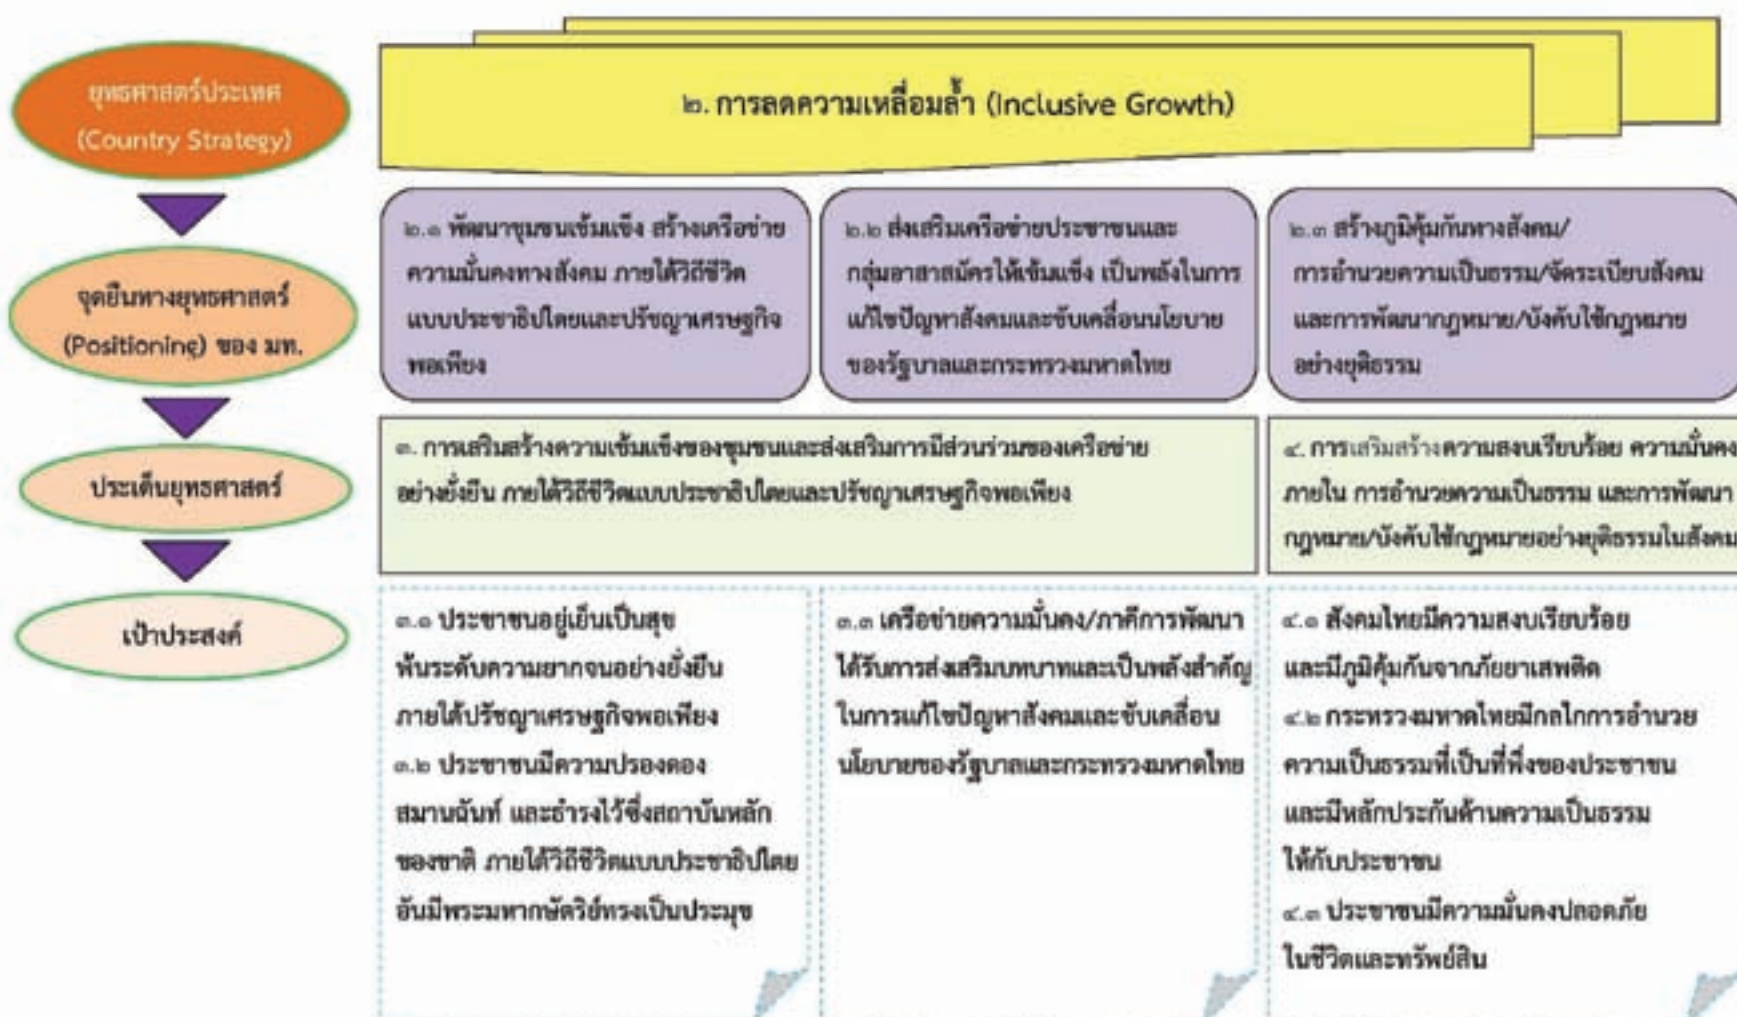 ยุทธศาสตร์ประเทศ
(Country Strategy)
๒. การลดความเหลื่อมล้ำ (Inclusive Growth)
จุดยืนทางยุทธศาสตร์
(Positioning) ของ มท.
๒.๑ พัฒนาชุมชนเข้มแข็ง สร้างเครือข่าย
ความมั่นคงทางสังคม ภายใต้วิถีชีวิต
แบบประชาธิปไตยและปรัชญาเศรษฐกิจ
พอเพียง
๒.๒ ส่งเสริมเครือข่ายประชาชนและ
กลุ่มอาสาสมัครให้เข้มแข็ง เป็นพลังในการ
แก้ไขปัญหาสังคมและขับเคลื่อนนโยบาย
ของรัฐบาลและกระทรวงมหาดไทย
๒.๓ สร้างภูมิคุ้มกันทางสังคม/
การอำนวยความเป็นธรรม/จัดระเบียบสังคม
และการพัฒนากฎหมาย/บังคับใช้กฎหมาย
อย่างยุติธรรม
ประเด็นยุทธศาสตร์
๓. การเสริมสร้างความเข้มแข็งของชุมชนและส่งเสริมการมีส่วนร่วมของเครือข่าย
อย่างยั่งยืน ภายใต้วิถีชีวิตแบบประชาธิปไตยและปรัชญาเศรษฐกิจพอเพียง
๔. การเสริมสร้างความสงบเรียบร้อย ความมั่นคง
ภายใน การอำนวยความเป็นธรรม และการพัฒนา
กฎหมาย/บังคับใช้กฎหมายอย่างยุติธรรมในสังคม
เป้าประสงค์
๓.๑ ประชาชนอยู่เย็นเป็นสุข
พ้นระดับความยากจนอย่างยั่งยืน
ภายใต้ปรัชญาเศรษฐกิจพอเพียง
๓.๒ ประชาชนมีความปรองดอง
สมานฉันท์ และธำรงไว้ซึ่งสถาบันหลัก
ของชาติ ภายใต้วิถีชีวิตแบบประชาธิปไตย
อันมีพระมหากษัตริย์ทรงเป็นประมุข
๓.๓ เครือข่ายความมั่นคง/ภาคีการพัฒนา
ได้รับการส่งเสริมบทบาทและเป็นพลังสำคัญ
ในการแก้ไขปัญหาสังคมและขับเคลื่อน
นโยบายของรัฐบาลและกระทรวงมหาดไทย
๔.๑ สังคมไทยมีความสงบเรียบร้อย
และมีภูมิคุ้มกันจากภัยยาเสพติด
๔.๒ กระทรวงมหาดไทยมีกลไกการอำนวย
ความเป็นธรรมที่เป็นที่พึ่งของประชาชน
และมีหลักประกันด้านความเป็นธรรม
ให้กับประชาชน
๔.๓ ประชาชนมีความมั่นคงปลอดภัย
ในชีวิตและทรัพย์สิน